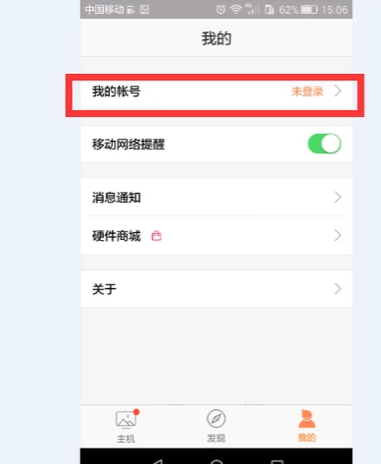 中国移动 62% 15:06
我的
我的帐号 未登录
移动网络提醒
消息通知
硬件商城
关于
主机 发现 我的